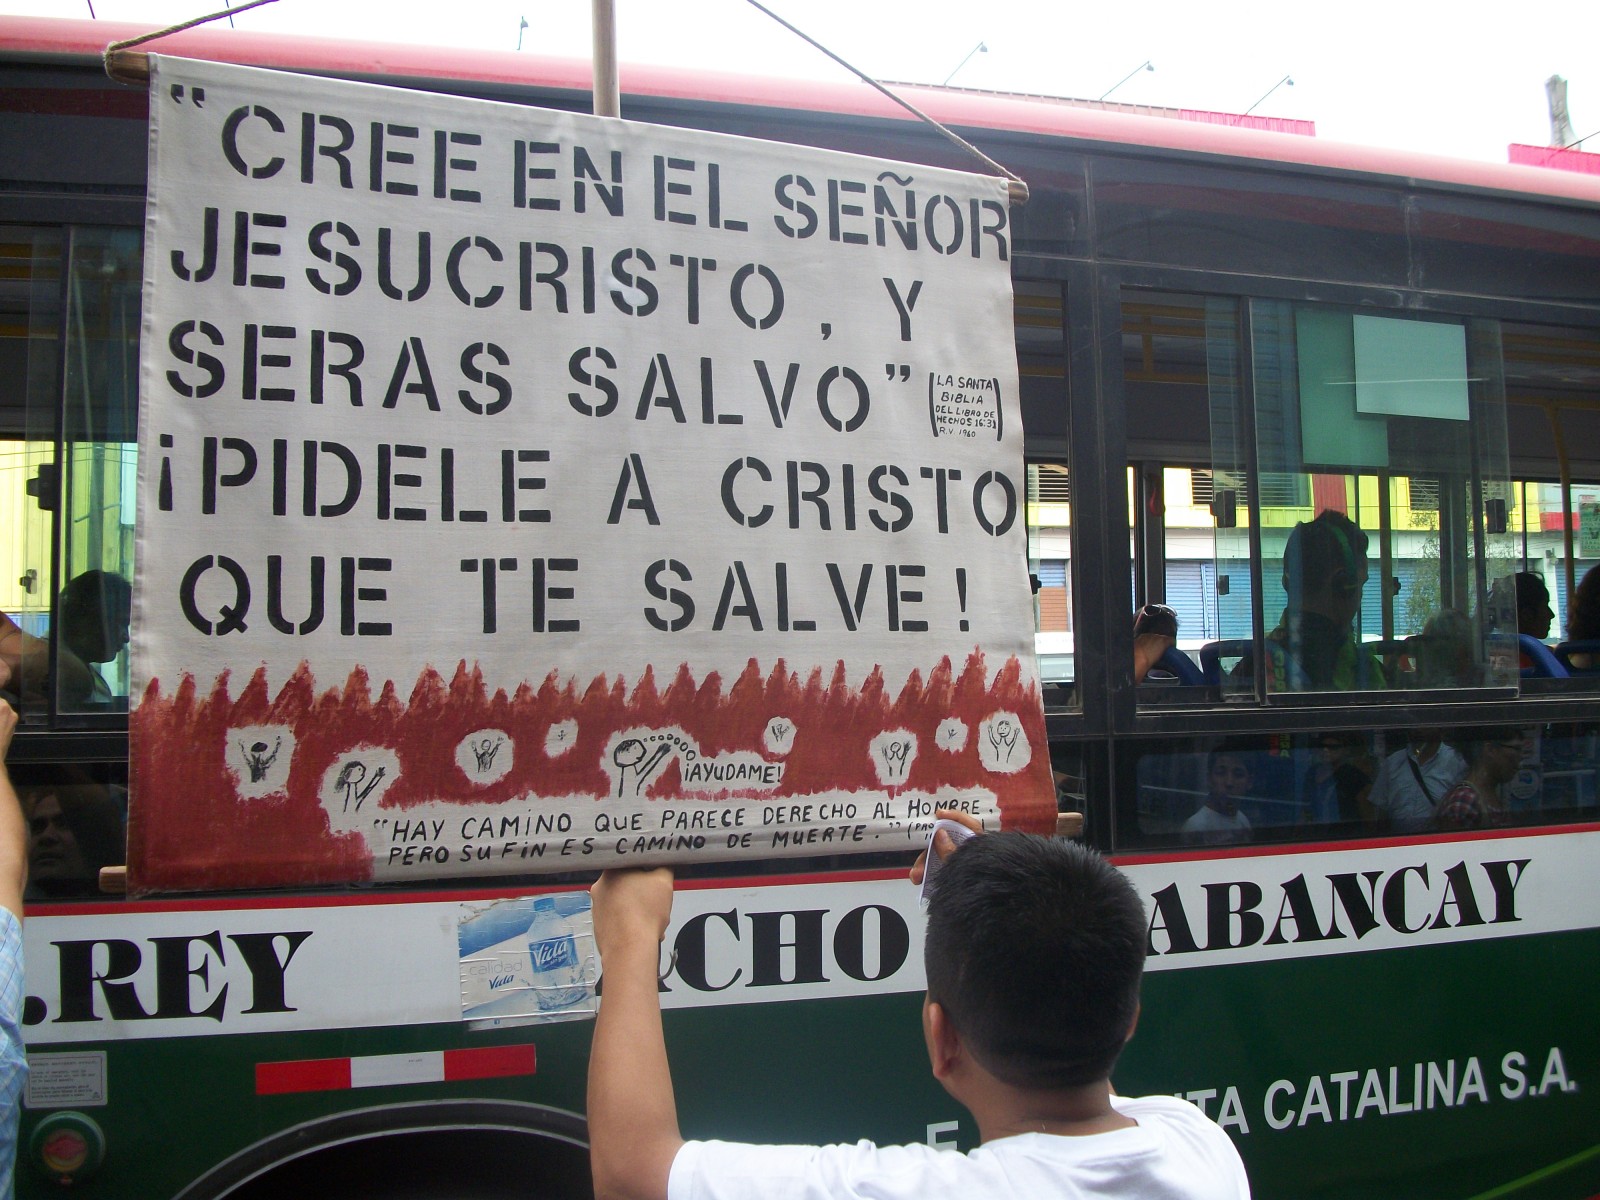 "CREE EN EL SEÑOR
JESUCRISTO, Y
SERAS SALVO"
(LA SANTA
BIBLIA
DEL LIBRO DE
HECHOS 16:31
R.V. 1960)
¡PIDELE A CRISTO
QUE TE SALVE!
¡AYUDAME!
"HAY CAMINO QUE PARECE DERECHO AL HOMBRE.
PERO SU FIN ES CAMINO DE MUERTE."
.REY
CHO
ABANCAY
Vida
calidad
Vida
CATALINA S.A.